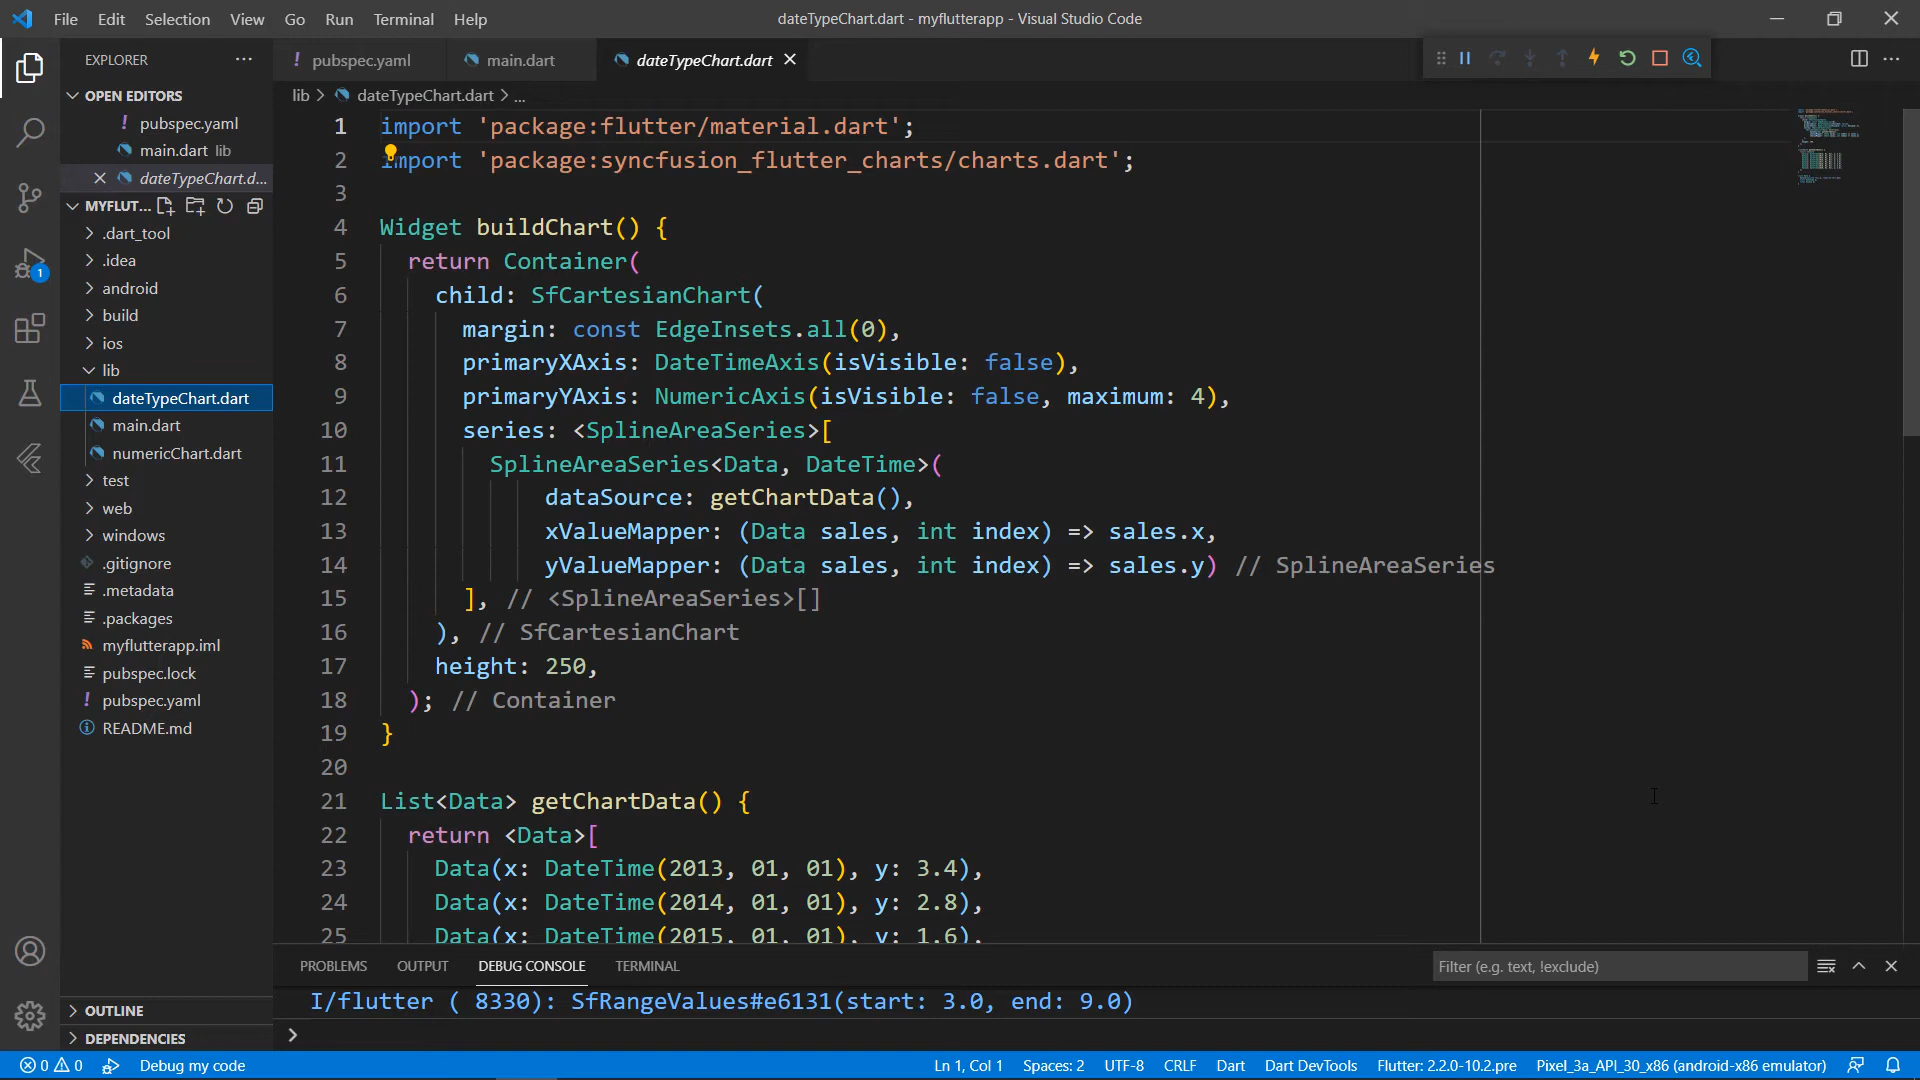 File Edit Selection View Go Run Terminal Help
dateTypeChart.dart - myflutterapp - Visual Studio Code
EXPLORER
! pubspec.yaml
main.dart
dateTypeChart.dart
OPEN EDITORS
! pubspec.yaml
main.dart lib
dateTypeChart.d...
MYFLUT...
.dart_tool
.idea
android
build
ios
lib
dateTypeChart.dart
main.dart
numericChart.dart
test
web
windows
.gitignore
.metadata
.packages
myflutterapp.iml
pubspec.lock
! pubspec.yaml
README.md
OUTLINE
DEPENDENCIES
1
lib > dateTypeChart.dart > ...
1 import 'package:flutter/material.dart';
2 import 'package:syncfusion_flutter_charts/charts.dart';
3
4 Widget buildChart() {
5 return Container(
6 child: SfCartesianChart(
7 margin: const EdgeInsets.all(0),
8 primaryXAxis: DateTimeAxis(isVisible: false),
9 primaryYAxis: NumericAxis(isVisible: false, maximum: 4),
10 series: <SplineAreaSeries>[
11 SplineAreaSeries<Data, DateTime>(
12 dataSource: getChartData(),
13 xValueMapper: (Data sales, int index) => sales.x,
14 yValueMapper: (Data sales, int index) => sales.y) // SplineAreaSeries
15 ], // <SplineAreaSeries>[]
16 ), // SfCartesianChart
17 height: 250,
18 ); // Container
19 }
20
21 List<Data> getChartData() {
22 return <Data>[
23 Data(x: DateTime(2013, 01, 01), y: 3.4),
24 Data(x: DateTime(2014, 01, 01), y: 2.8),
25 Data(x: DateTime(2015, 01, 01), y: 1.6),
PROBLEMS OUTPUT DEBUG CONSOLE TERMINAL
Filter (e.g. text, !exclude)
I/flutter ( 8330): SfRangeValues#e6131(start: 3.0, end: 9.0)
>
0 0 Debug my code
Ln 1, Col 1 Spaces: 2 UTF-8 CRLF Dart Dart DevTools Flutter: 2.2.0-10.2.pre Pixel_3a_API_30_x86 (android-x86 emulator)